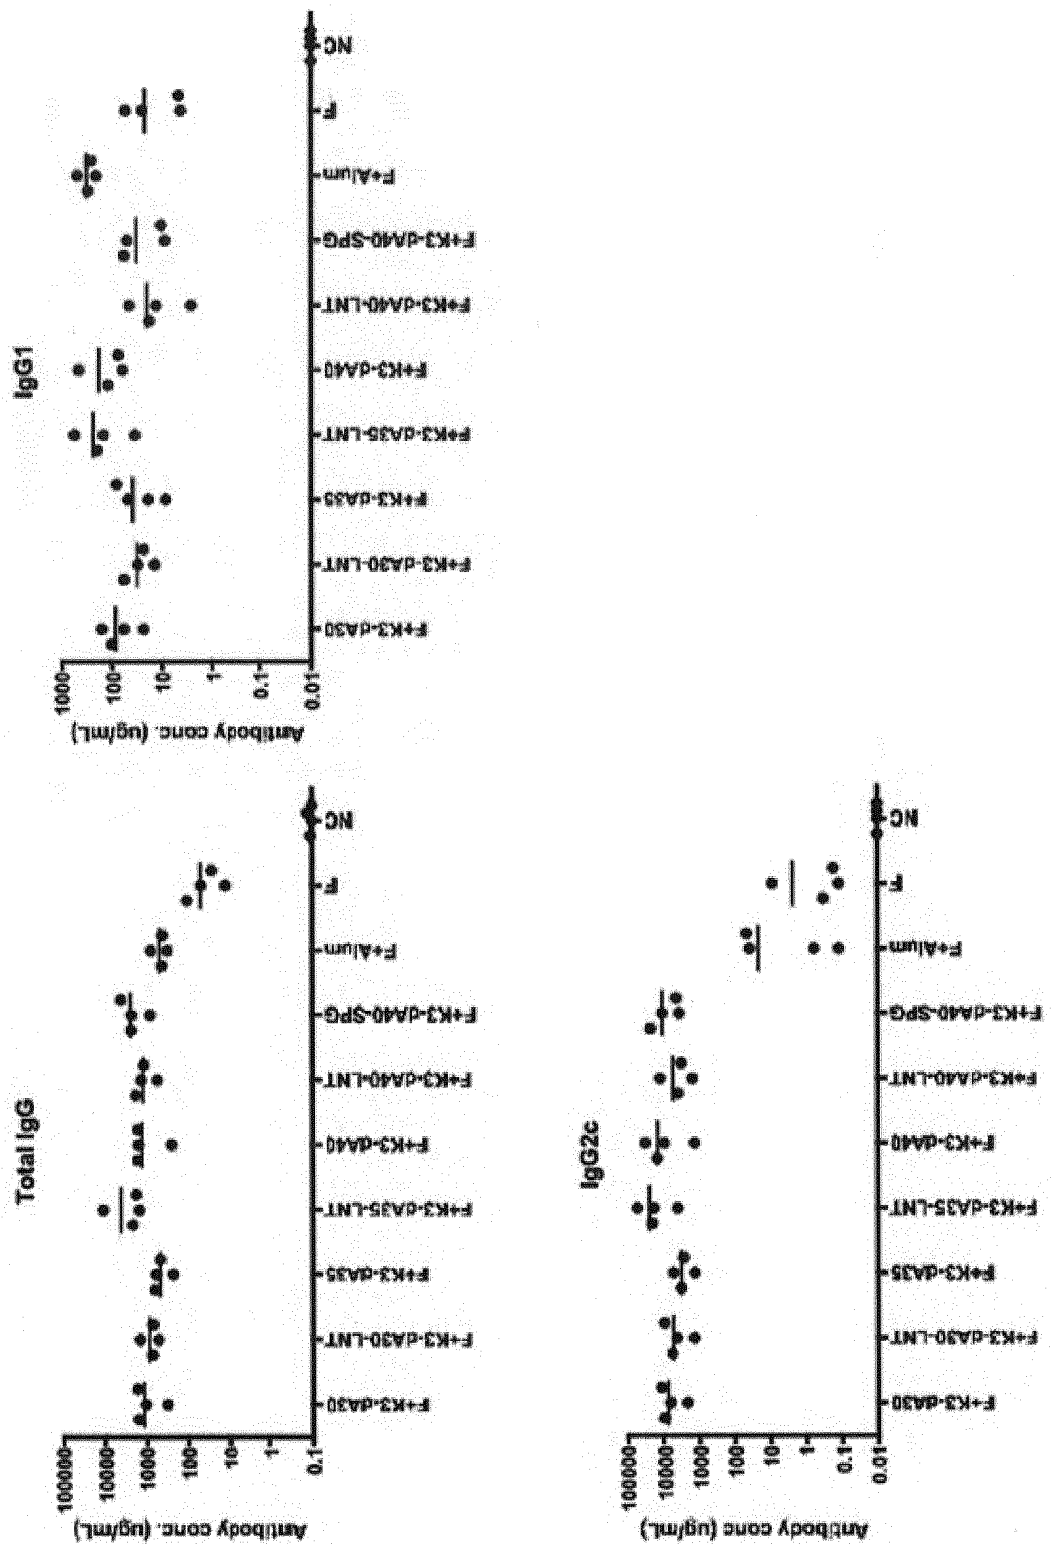 Total IgG
Antibody conc. (ug/mL)
100000
10000
1000
100
10
1
0.1
F+K3-dA30
F+K3-dA30-LNT
F+K3-dA35
F+K3-dA35-LNT
F+K3-dA40
F+K3-dA40-LNT
F+K3-dA40-SPG
F+Alum
F
NC
IgG1
Antibody conc. (ug/mL)
1000
100
10
1
0.1
0.01
F+K3-dA30
F+K3-dA30-LNT
F+K3-dA35
F+K3-dA35-LNT
F+K3-dA40
F+K3-dA40-LNT
F+K3-dA40-SPG
F+Alum
F
NC
IgG2c
Antibody conc (ug/mL)
100000
10000
1000
100
10
1
0.1
0.01
F+K3-dA30
F+K3-dA30-LNT
F+K3-dA35
F+K3-dA35-LNT
F+K3-dA40
F+K3-dA40-LNT
F+K3-dA40-SPG
F+Alum
F
NC